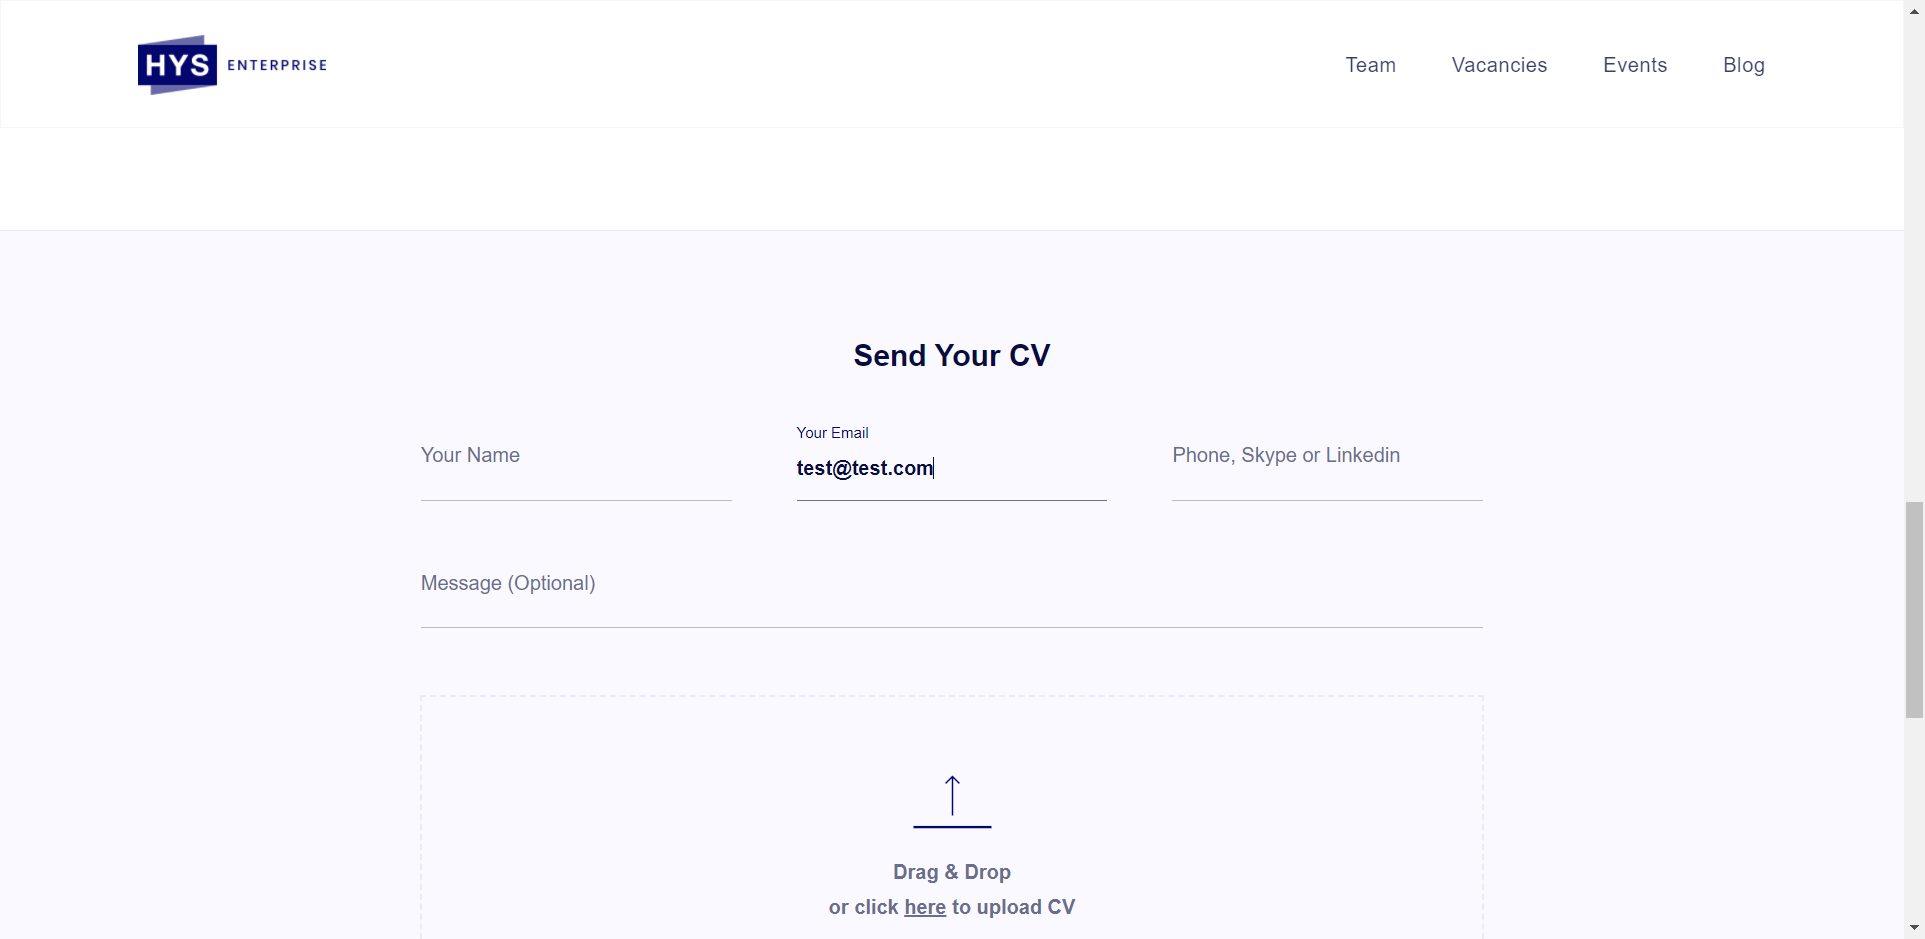 HYS ENTERPRISE
Team Vacancies Events Blog
Send Your CV
Your Name
Your Email
test@test.com
Phone, Skype or Linkedin
Message (Optional)
Drag & Drop
or click here to upload CV